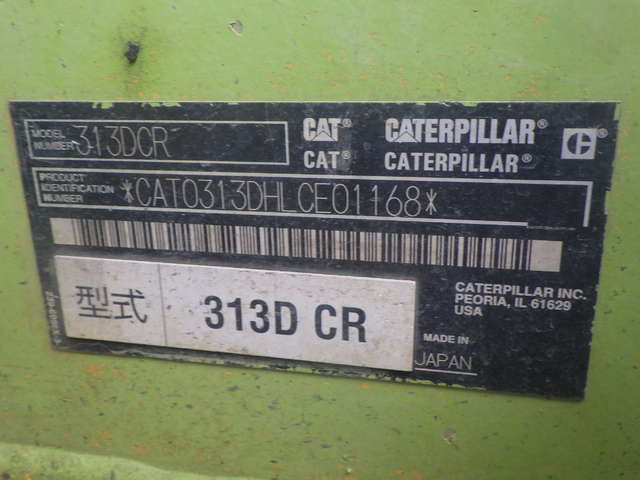 MODEL NUMBER 313DCR
CAT® CATERPILLAR®
CAT® CATERPILLAR®
PRODUCT IDENTIFICATION NUMBER *CAT0313DHLCE01168*
型式 313D CR
CATERPILLAR INC.
PEORIA, IL 61629
USA
MADE IN
JAPAN